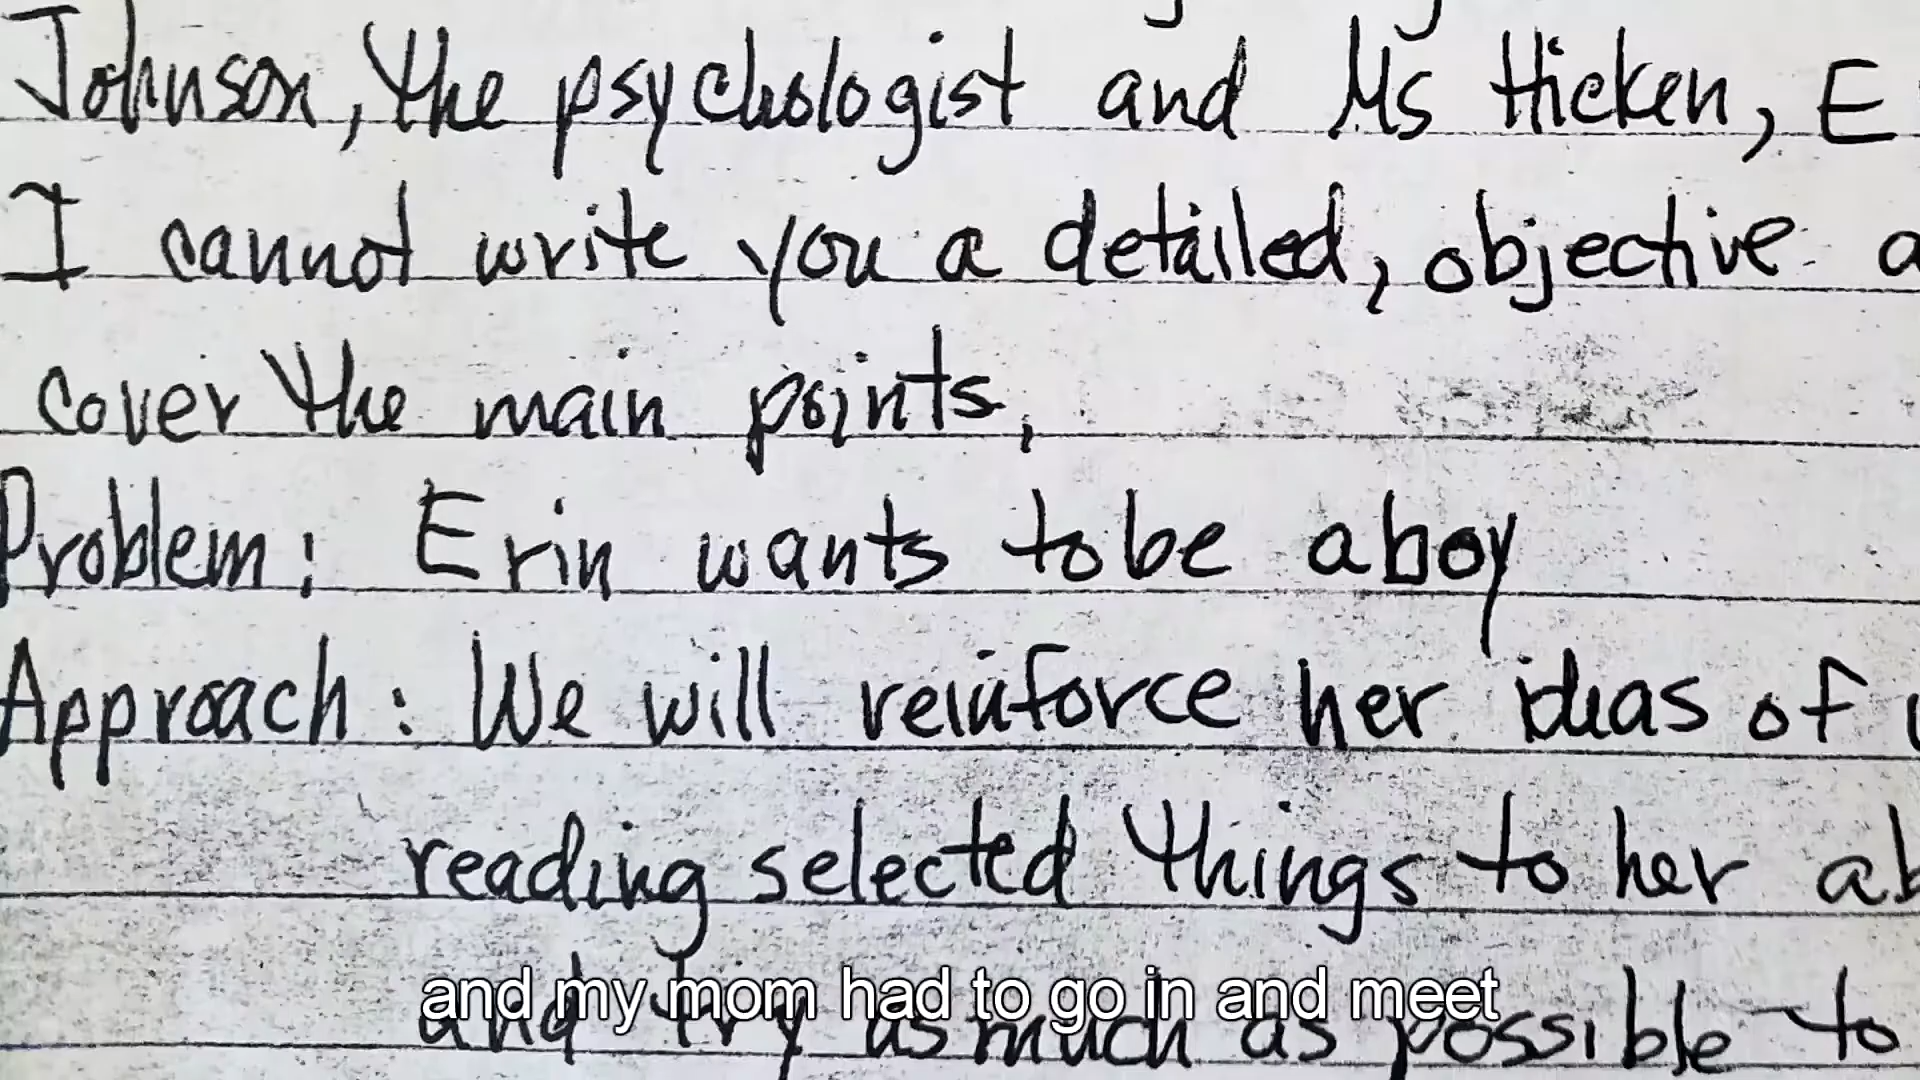 Johnson, the psychologist and Ms Hicken, E
I cannot write you a detailed, objective a
cover the main points,
Problem: Erin wants to be a boy
Approach: We will reinforce her ideas of
reading selected things to her ab
and try as much as possible to
and my mom had to go in and meet